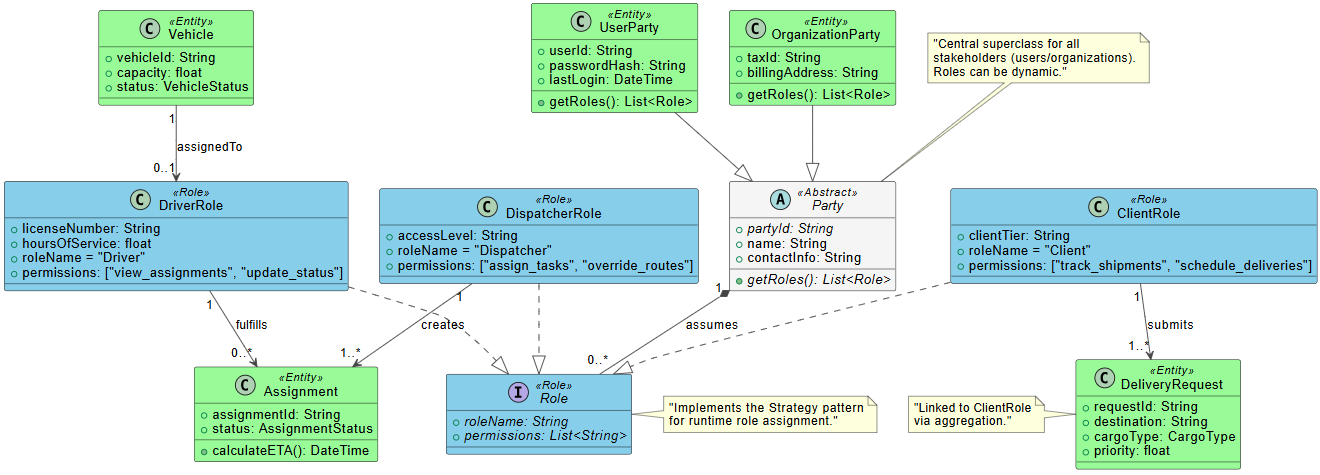 «Entity»
C
Vehicle
vehicleId: String
capacity: float
status: VehicleStatus
«Entity»
C
UserParty
userId: String
passwordHash: String
lastLogin: DateTime
getRoles(): List<Role>
«Entity»
C
OrganizationParty
taxId: String
billingAddress: String
getRoles(): List<Role>
"Central superclass for all
stakeholders (users/organizations).
Roles can be dynamic."
1
assignedTo
0..1
«Role»
C
DriverRole
licenseNumber: String
hoursOfService: float
roleName = "Driver"
permissions: ["view_assignments", "update_status"]
«Role»
C
DispatcherRole
accessLevel: String
roleName = "Dispatcher"
permissions: ["assign_tasks", "override_routes"]
«Abstract»
A
Party
partyId: String
name: String
contactInfo: String
getRoles(): List<Role>
«Role»
C
ClientRole
clientTier: String
roleName = "Client"
permissions: ["track_shipments", "schedule_deliveries"]
1
fulfills
0..*
1
creates
1..*
1
assumes
0..*
1
submits
1..*
«Entity»
C
Assignment
assignmentId: String
status: AssignmentStatus
calculateETA(): DateTime
«Role»
I
Role
roleName: String
permissions: List<String>
"Implements the Strategy pattern
for runtime role assignment."
"Linked to ClientRole
via aggregation."
«Entity»
C
DeliveryRequest
requestId: String
destination: String
cargoType: CargoType
priority: float